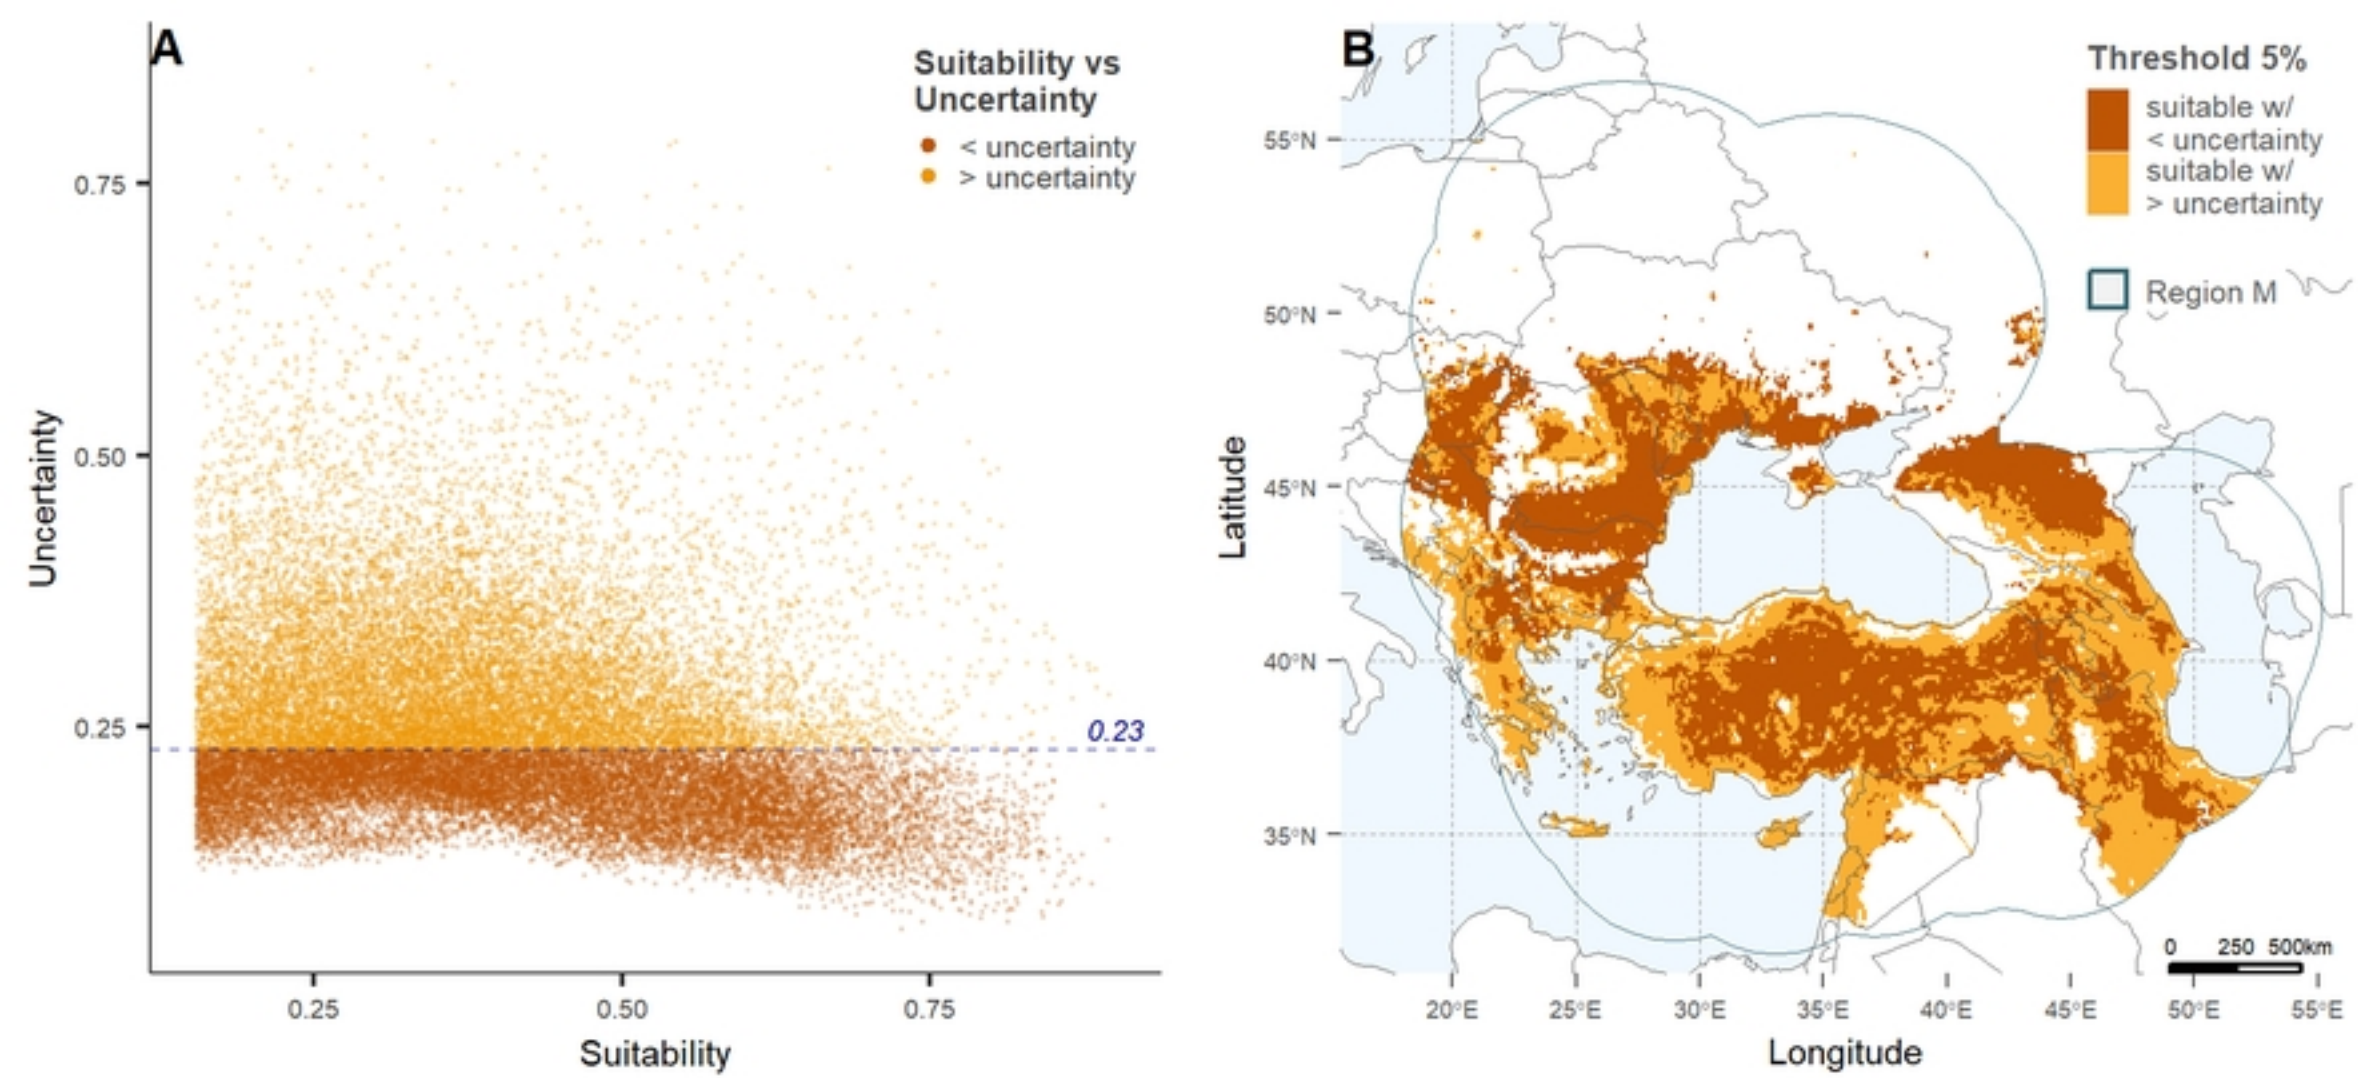 A
Suitability vs
Uncertainty
< uncertainty
> uncertainty
0.75
0.50
0.25
Uncertainty
0.23
0.25
0.50
0.75
Suitability
B
Threshold 5%
suitable w/
< uncertainty
suitable w/
> uncertainty
Region M
55°N
50°N
45°N
40°N
35°N
Latitude
0
250
500km
20°E
25°E
30°E
35°E
40°E
45°E
50°E
55°E
Longitude